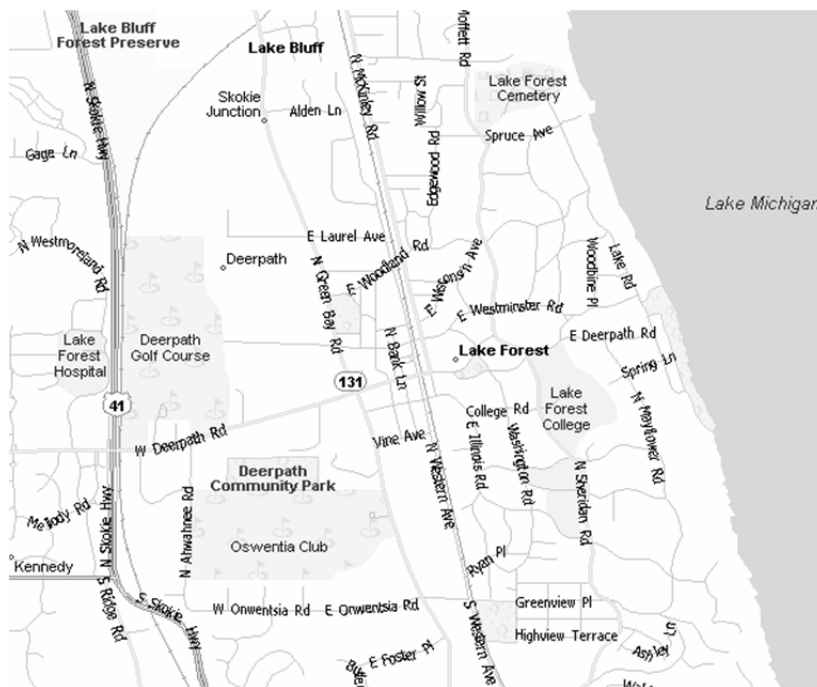 Lake Bluff
Forest Preserve
Lake Bluff
Moffett Rd
N Skokie Hwy
N McKinley Rd
Lake Forest
Cemetery
Skokie
Junction
Alden Ln
Willow St
Spruce Ave
Gage Ln
Edgewood Rd
Lake Michigan
N Westmoreland Rd
E Laurel Ave
Deerpath
N Green Bay Rd
E Woodland Rd
E Wisconsin Ave
Woodbine Pl
Lake Rd
E Westminster Rd
Lake
Forest
Hospital
Deerpath
Golf Course
N Bank Ln
E Deerpath Rd
Lake Forest
Spring Ln
131
41
Lake
Forest
College
College Rd
N Mayflower Rd
W Deerpath Rd
Vine Ave
E Illinois Rd
Washington Rd
N Western Ave
Deerpath
Community Park
N Sheridan Rd
Mellody Rd
N Skokie Hwy
N Ahwahnee Rd
Oswentia Club
Kennedy
Ryan Pl
S Ridge Rd
S Skokie Hwy
W Onwentsia Rd
E Onwentsia Rd
S Western Ave
Greenview Pl
Highview Terrace
Ashley Ln
E Foster Pl